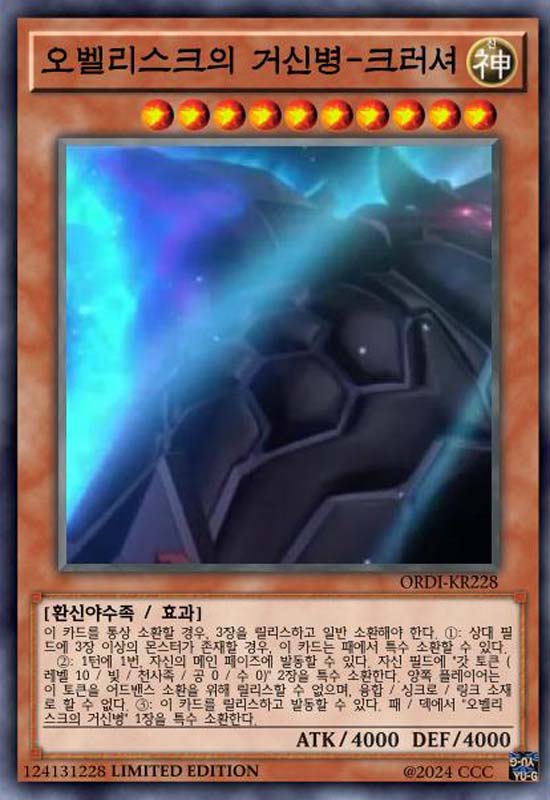 오벨리스크의 거신병-크러셔
신
神
ORDI-KR228
[환신야수족 / 효과]
이 카드를 통상 소환할 경우, 3장을 릴리스하고 일반 소환해야 한다. ①: 상대 필
드에 3장 이상의 몬스터가 존재할 경우, 이 카드는 패에서 특수 소환할 수 있다.
②: 1턴에 1번, 자신의 메인 페이즈에 발동할 수 있다. 자신 필드에 "갓 토큰 (
레벨 10 / 빛 / 천사족 / 공 0 / 수 0)" 2장을 특수 소환한다. 양쪽 플레이어는
이 토큰을 어드밴스 소환을 위해 릴리스할 수 없으며, 융합 / 싱크로 / 링크 소재
로 할 수 없다. ③: 이 카드를 릴리스하고 발동할 수 있다. 패 / 덱에서 "오벨리
스크의 거신병" 1장을 특수 소환한다.
ATK/4000 DEF/4000
124131228 LIMITED EDITION
@2024 CCC
YU-G